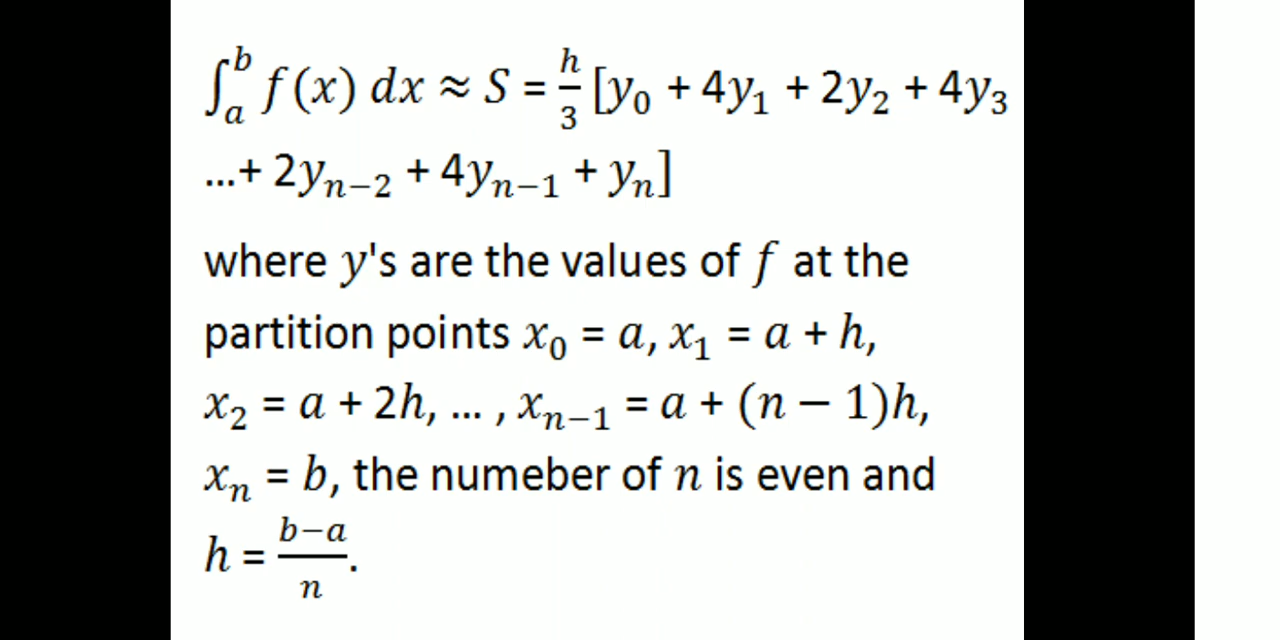 ∫ₐᵇ f(x) dx ≈ S = h/3 [y₀ + 4y₁ + 2y₂ + 4y₃
...+ 2yₙ₋₂ + 4yₙ₋₁ + yₙ]
where y's are the values of f at the
partition points x₀ = a, x₁ = a + h,
x₂ = a + 2h, ... , xₙ₋₁ = a + (n − 1)h,
xₙ = b, the numeber of n is even and
h = b−a/n.